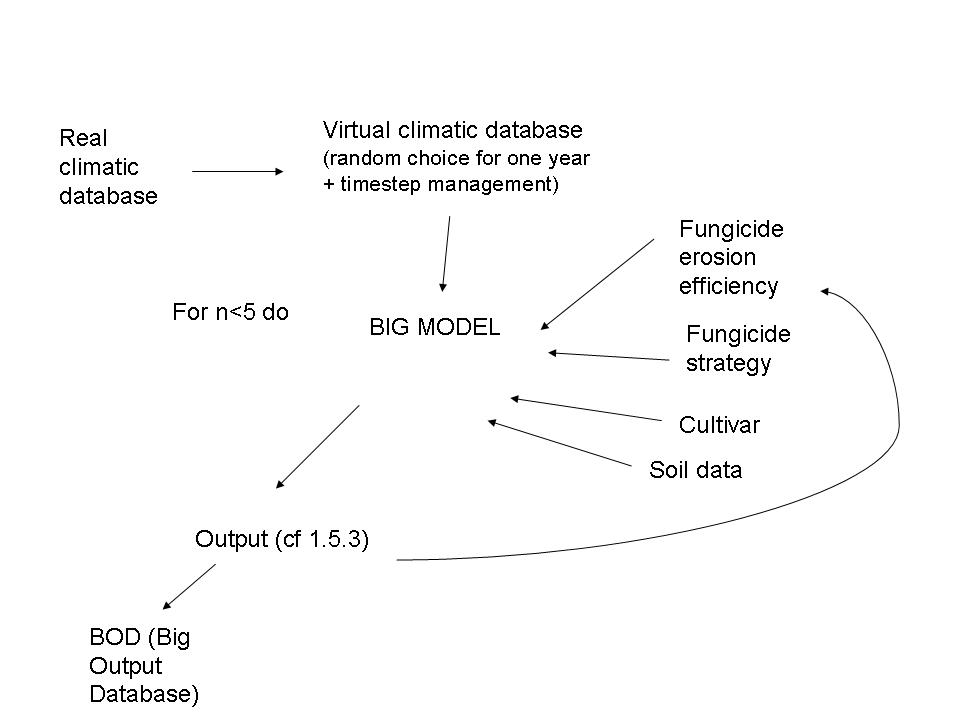 Real
climatic
database
Virtual climatic database
(random choice for one year
+ timestep management)
Fungicide
erosion
efficiency
For n<5 do
BIG MODEL
Fungicide
strategy
Cultivar
Soil data
Output (cf 1.5.3)
BOD (Big
Output
Database)